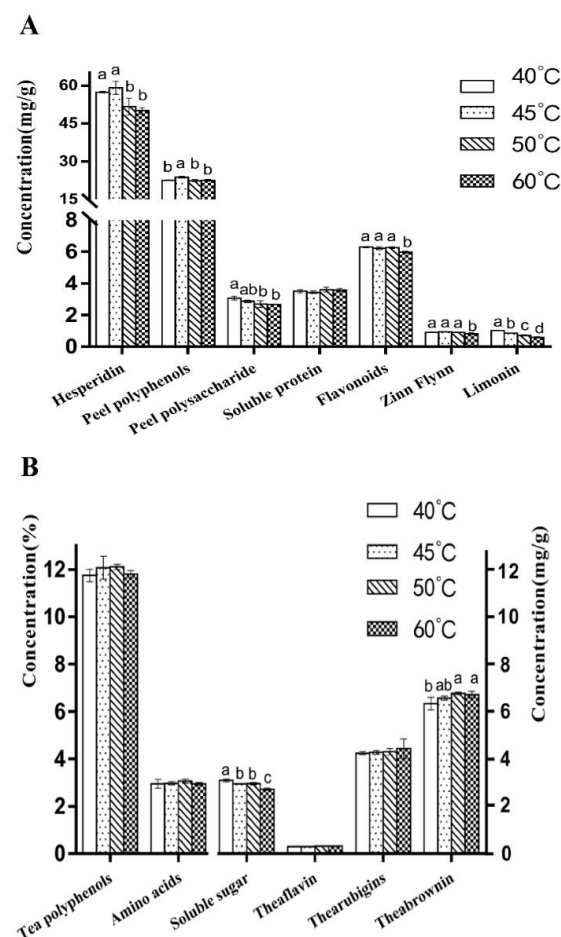 A
Concentration(mg/g)
60
45
30
15
8
6
4
2
0
a a b b
b a b b
a ab b b
a a a b
a a a b
a b c d
40°C
45°C
50°C
60°C
Hesperidin
Peel polyphenols
Peel polysaccharide
Soluble protein
Flavonoids
Zinn Flynn
Limonin
B
Concentration(%)
12
10
8
6
4
2
0
a b b c
b ab a a
40°C
45°C
50°C
60°C
12
10
8
6
4
2
0
Concentration(mg/g)
Tea polyphenols
Amino acids
Soluble sugar
Theaflavin
Thearubigins
Theabrownin